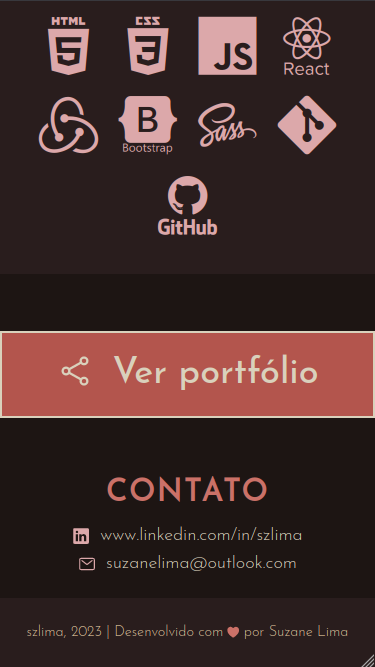 HTML
5
CSS
3
JS
React
B
Bootstrap
Sass
GitHub
Ver portfólio
CONTATO
in www.linkedin.com/in/szlima
suzanelima@outlook.com
szlima, 2023 | Desenvolvido com por Suzane Lima